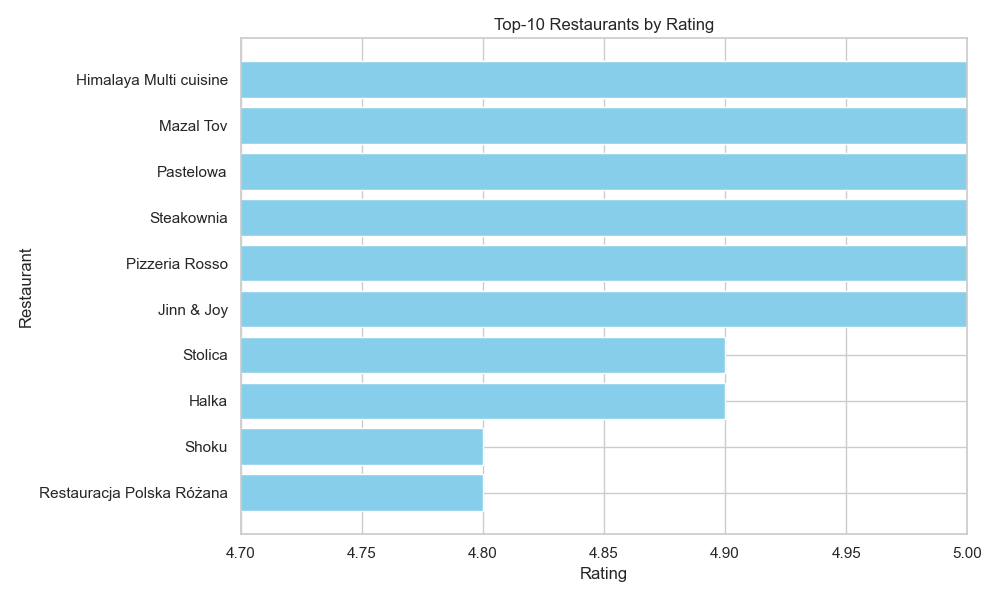 Top-10 Restaurants by Rating
Himalaya Multi cuisine
Mazal Tov
Pastelowa
Steakownia
Pizzeria Rosso
Jinn & Joy
Stolica
Halka
Shoku
Restauracja Polska Różana
Restaurant
4.70 4.75 4.80 4.85 4.90 4.95 5.00
Rating